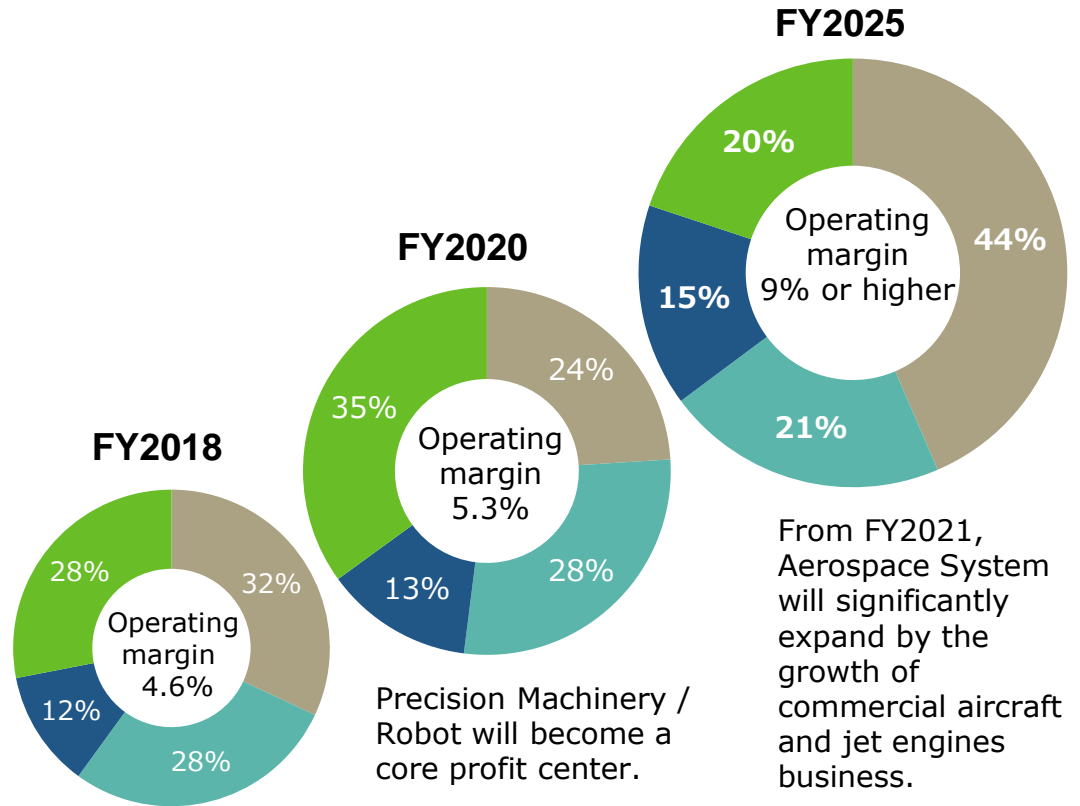 FY2025
20%
44%
15%
21%
Operating
margin
9% or higher
FY2020
35%
24%
13%
28%
Operating
margin
5.3%
FY2018
28%
32%
12%
28%
Operating
margin
4.6%
Precision Machinery /
Robot will become a
core profit center.
From FY2021,
Aerospace System
will significantly
expand by the
growth of
commercial aircraft
and jet engines
business.